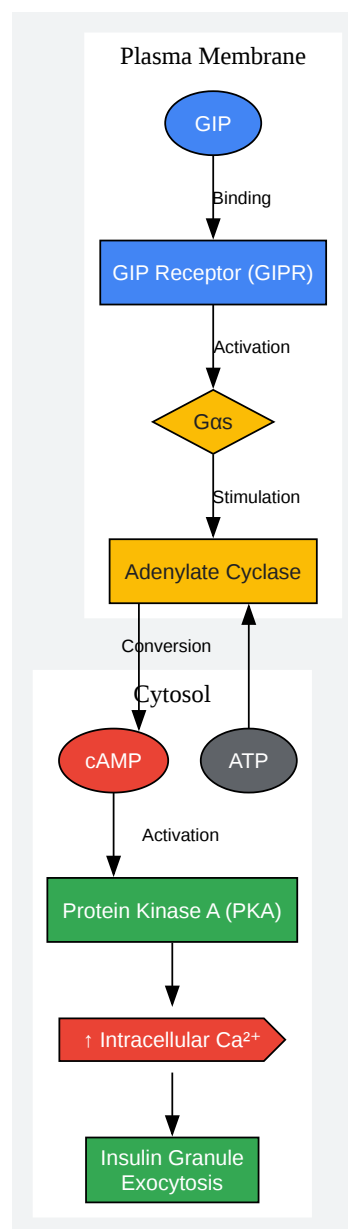 Plasma Membrane
GIP
Binding
GIP Receptor (GIPR)
Activation
Gαs
Stimulation
Adenylate Cyclase
Conversion
Cytosol
cAMP
ATP
Activation
Protein Kinase A (PKA)
↑ Intracellular Ca²⁺
Insulin Granule
Exocytosis